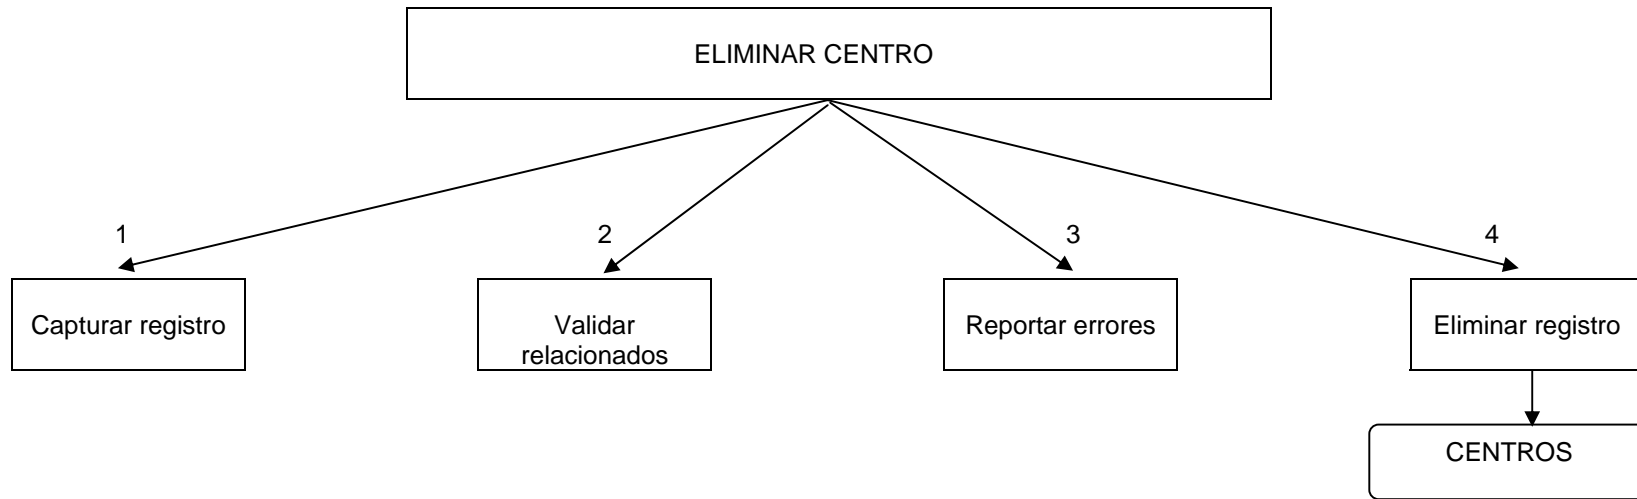 ELIMINAR CENTRO
1
2
3
4
Capturar registro
Validar
relacionados
Reportar errores
Eliminar registro
CENTROS